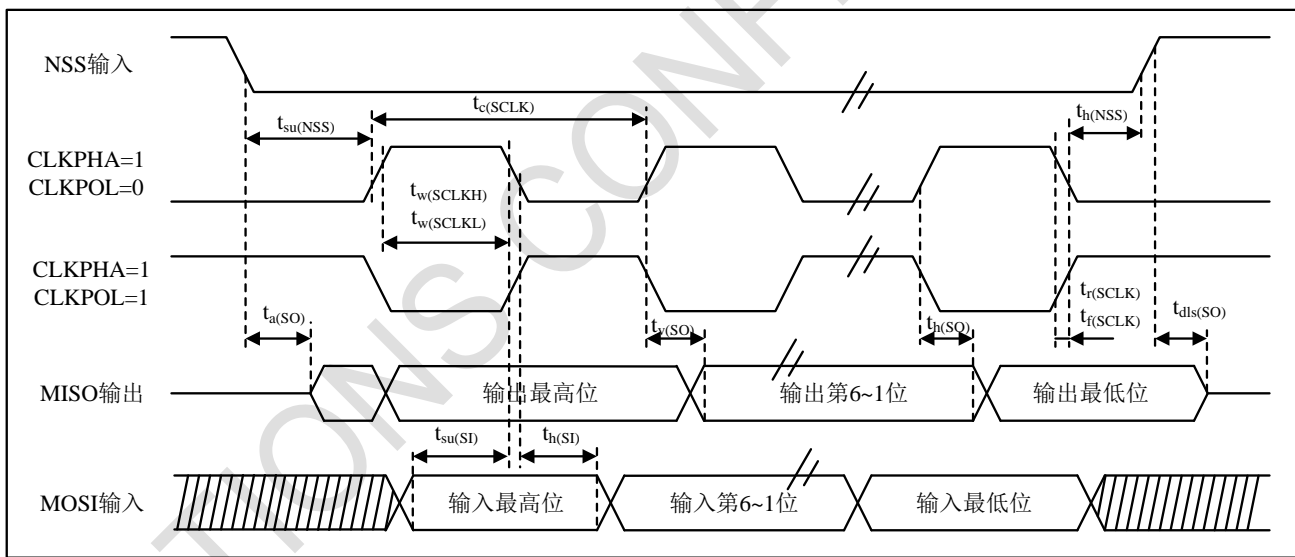 NSS输入
tc(SCLK)
tsu(NSS)
th(NSS)
CLKPHA=1
CLKPOL=0
tw(SCLKH)
tw(SCLKL)
CLKPHA=1
CLKPOL=1
tr(SCLK)
tf(SCLK)
ta(SO)
tv(SO)
th(SO)
tdls(SO)
MISO输出
输出最高位
输出第6~1位
输出最低位
tsu(SI)
th(SI)
MOSI输入
输入最高位
输入第6~1位
输入最低位
TIONS CONF